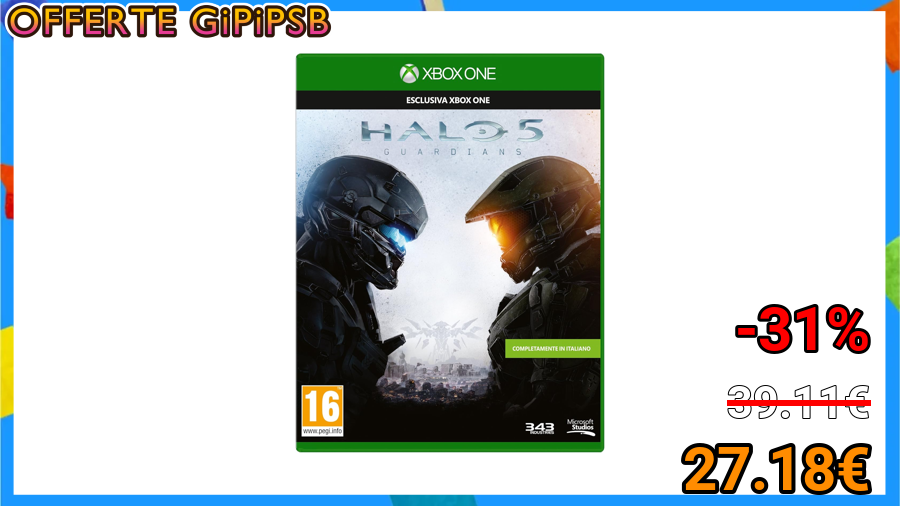 OFFERTE GiPiPSB
XBOX ONE
ESCLUSIVA XBOX ONE
HALO 5
GUARDIANS
-31%
COMPLETAMENTE IN ITALIANO
39.11€
16
www.pegi.info
343
INDUSTRIES
Microsoft
Studios
27.18€